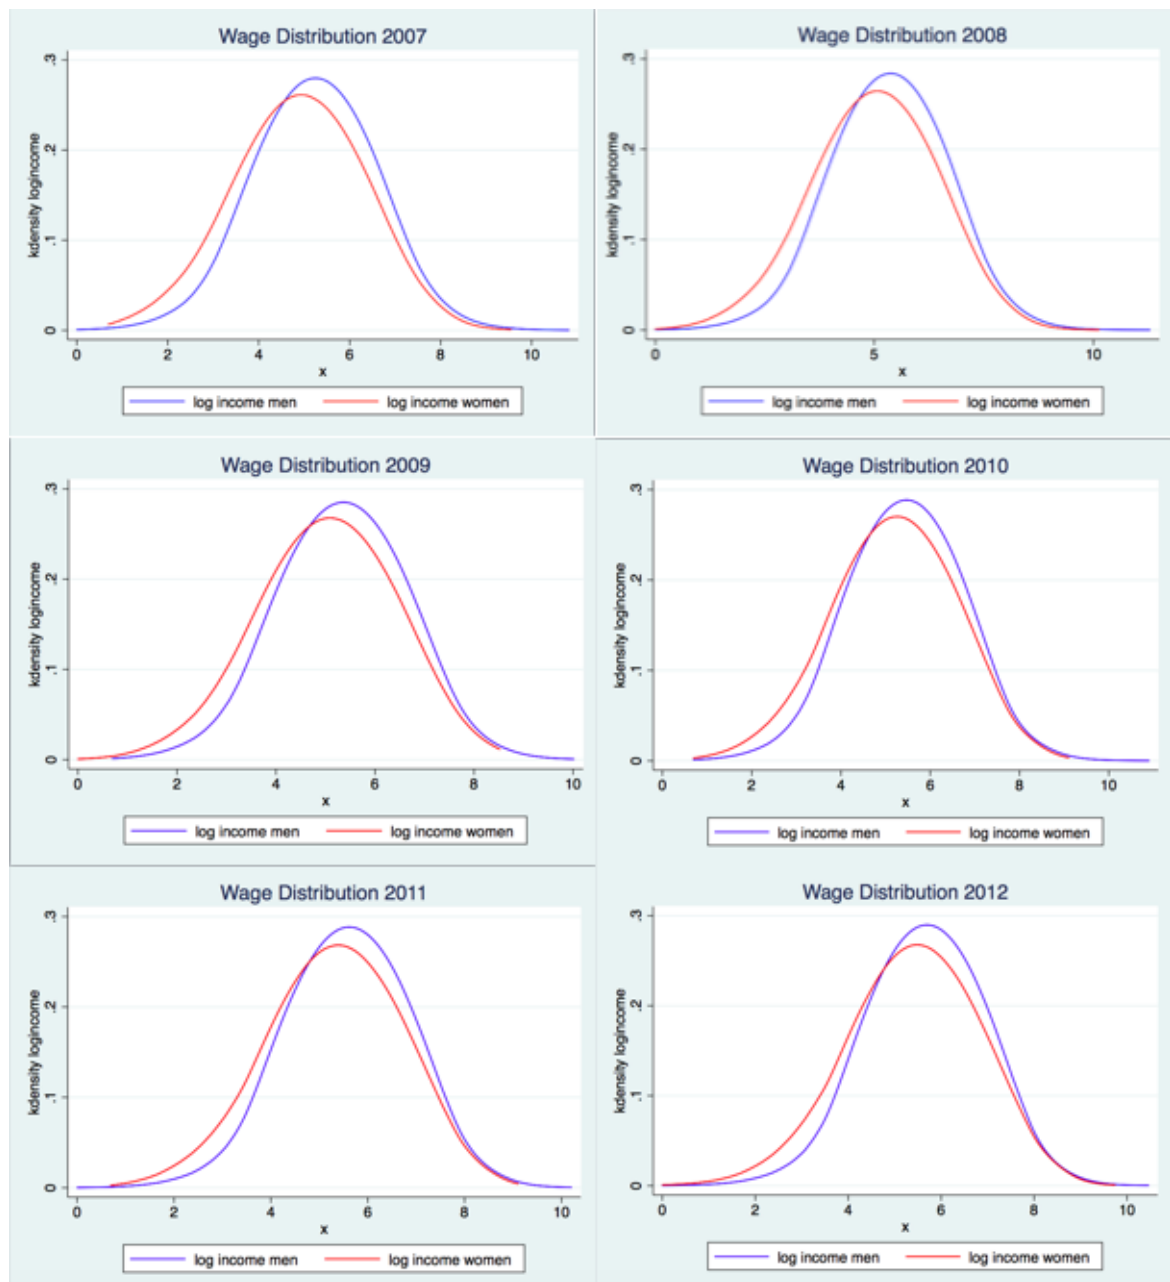 Wage Distribution 2007
.3
.2
.1
0
kdensity logincome
0 2 4 6 8 10
x
log income men log income women
Wage Distribution 2008
.3
.2
.1
0
kdensity logincome
0 5 10
x
log income men log income women
Wage Distribution 2009
.3
.2
.1
0
kdensity logincome
0 2 4 6 8 10
x
log income men log income women
Wage Distribution 2010
.3
.2
.1
0
kdensity logincome
0 2 4 6 8 10
x
log income men log income women
Wage Distribution 2011
.3
.2
.1
0
kdensity logincome
0 2 4 6 8 10
x
log income men log income women
Wage Distribution 2012
.3
.2
.1
0
kdensity logincome
0 2 4 6 8 10
x
log income men log income women